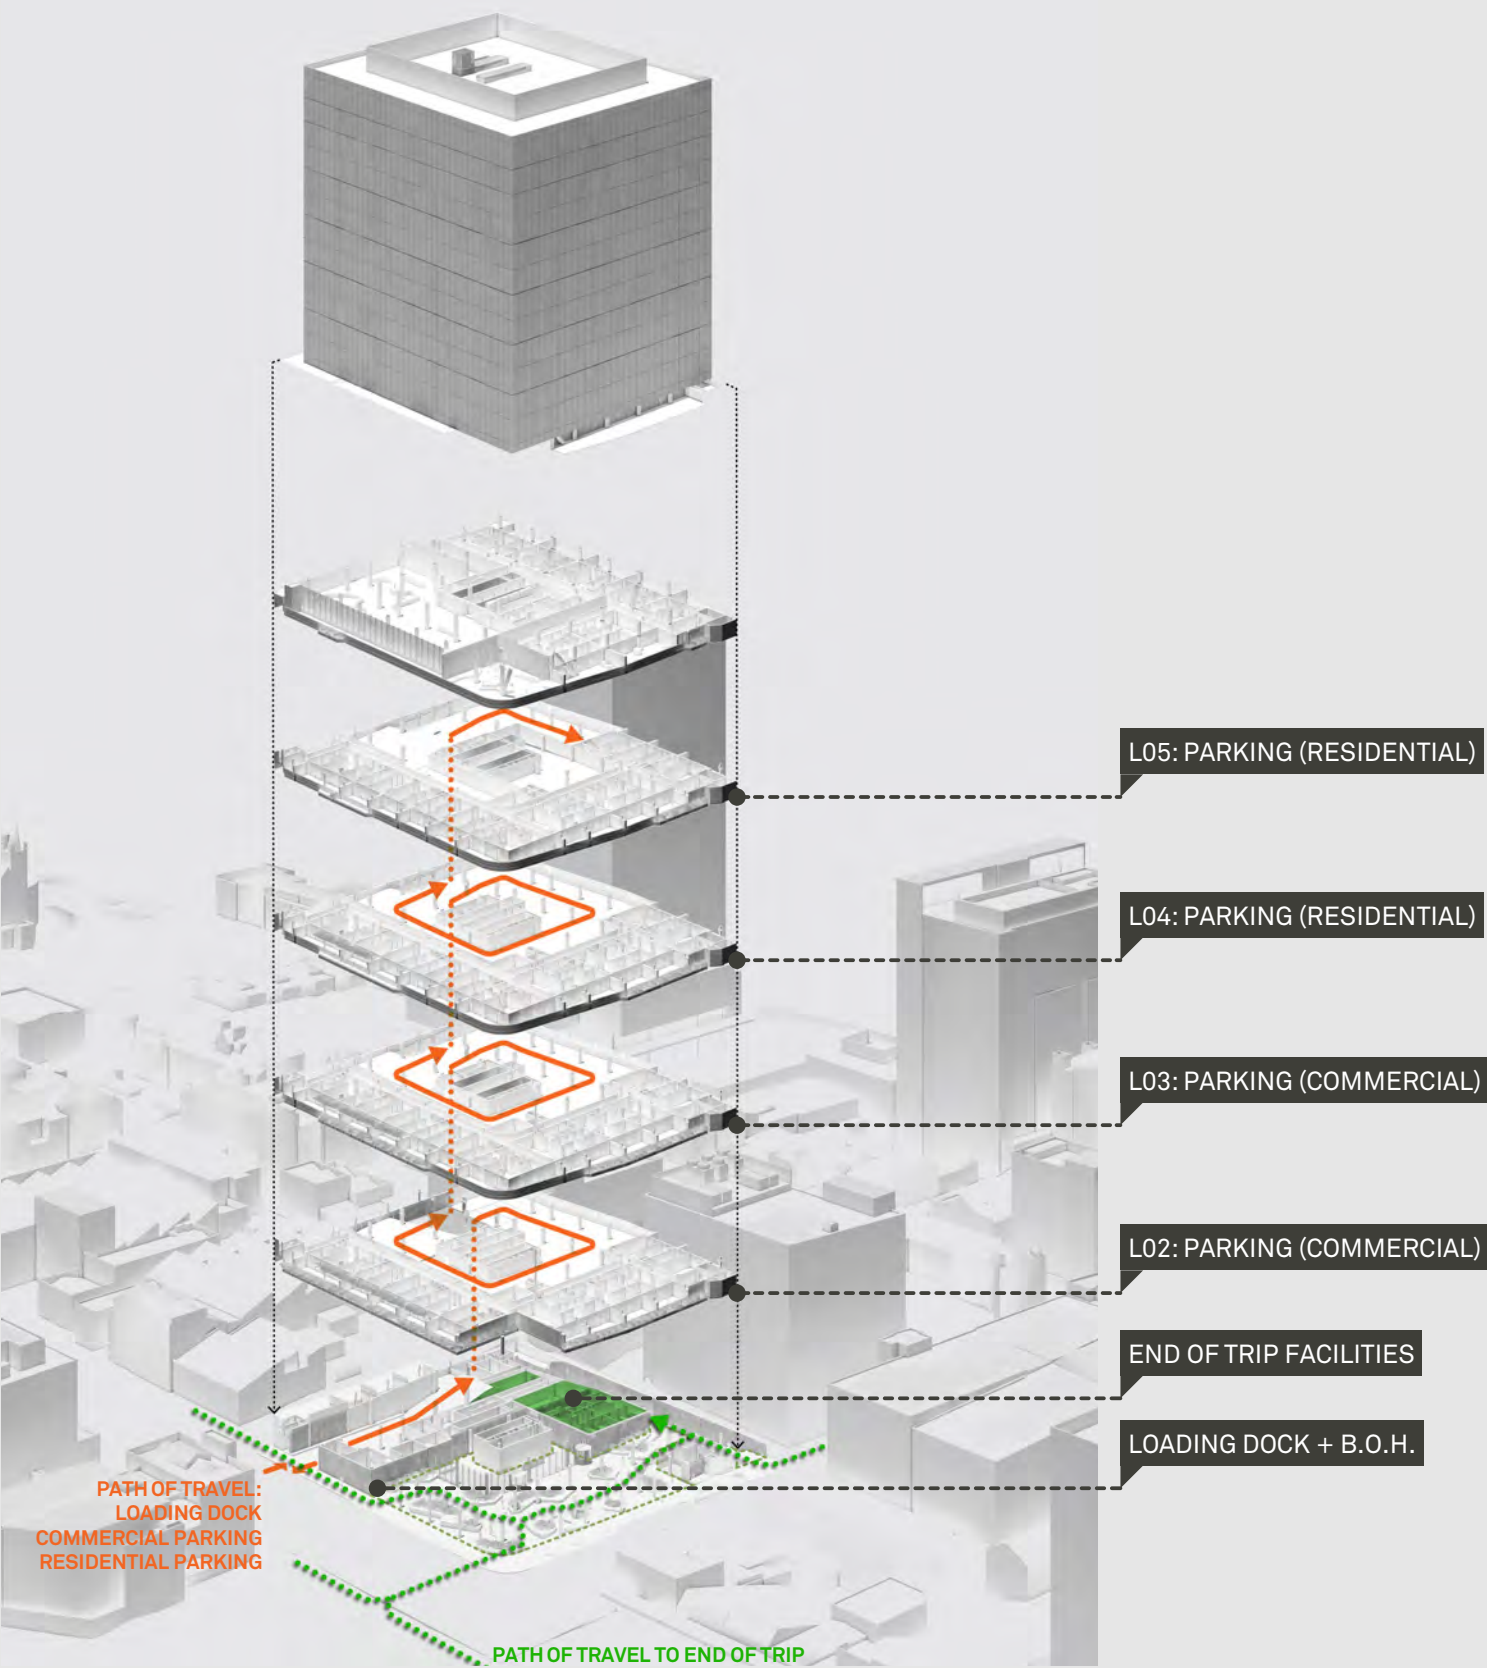 L05: PARKING (RESIDENTIAL)
L04: PARKING (RESIDENTIAL)
L03: PARKING (COMMERCIAL)
L02: PARKING (COMMERCIAL)
END OF TRIP FACILITIES
LOADING DOCK + B.O.H.
PATH OF TRAVEL:
LOADING DOCK
COMMERCIAL PARKING
RESIDENTIAL PARKING
PATH OF TRAVEL TO END OF TRIP